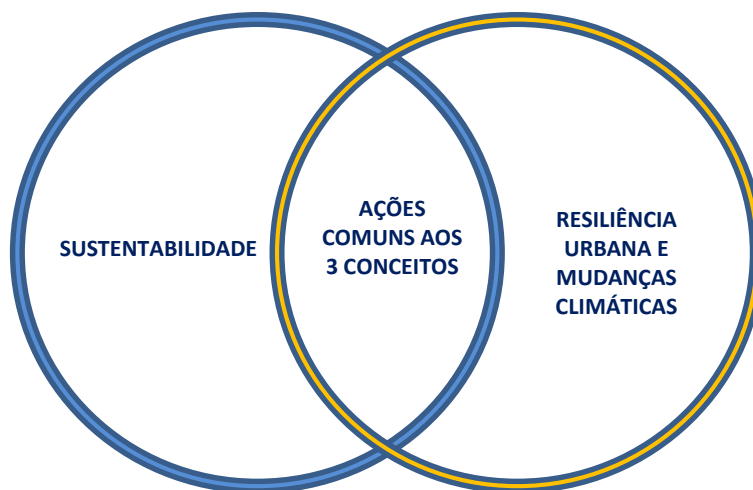 SUSTENTABILIDADE
AÇÕES
COMUNS AOS
3 CONCEITOS
RESILIÊNCIA
URBANA E
MUDANÇAS
CLIMÁTICAS